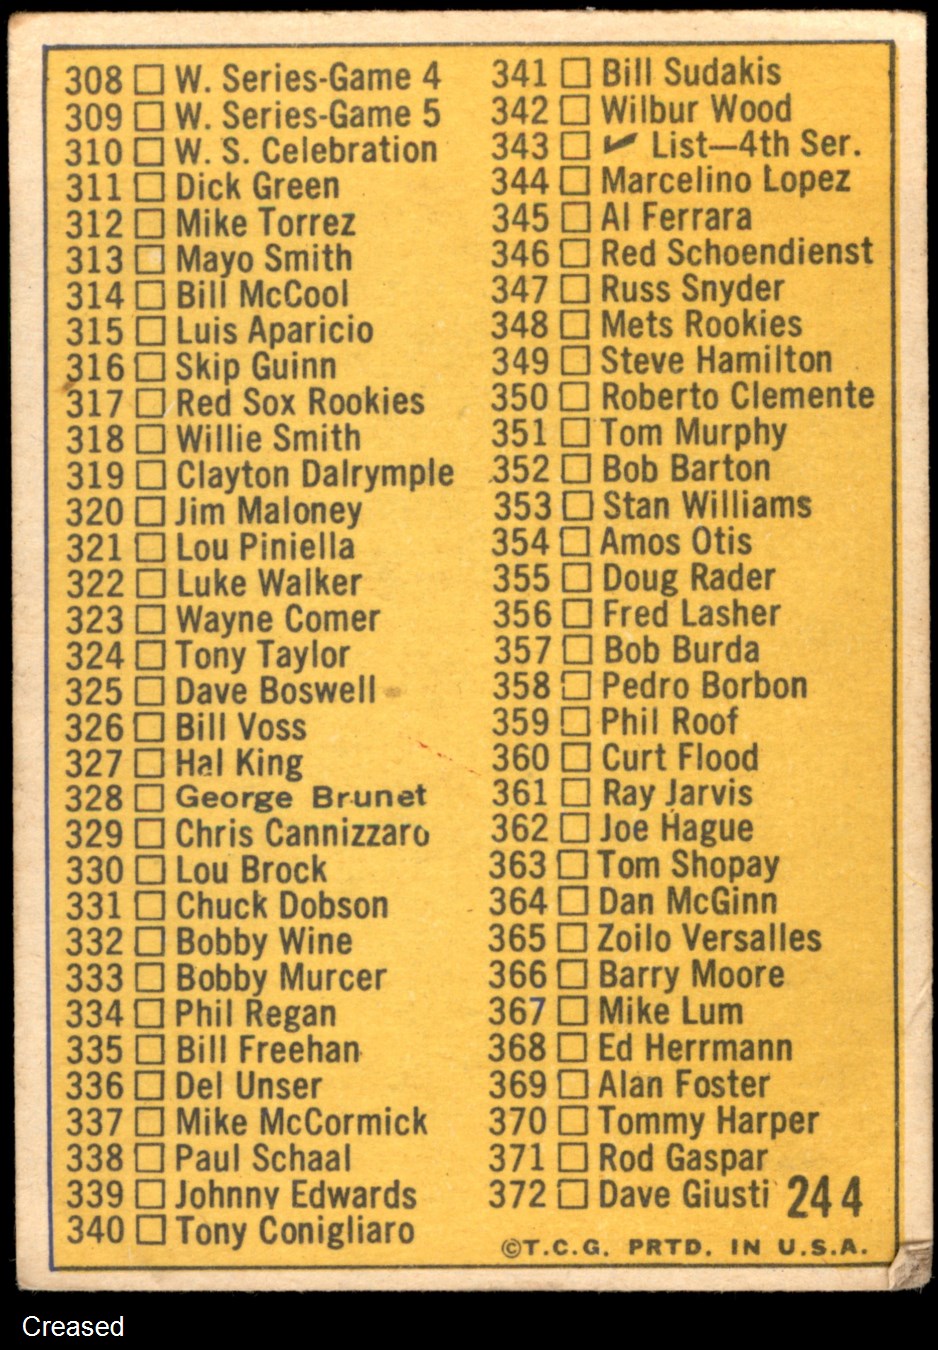 308 W. Series-Game 4
309 W. Series-Game 5
310 W. S. Celebration
311 Dick Green
312 Mike Torrez
313 Mayo Smith
314 Bill McCool
315 Luis Aparicio
316 Skip Guinn
317 Red Sox Rookies
318 Willie Smith
319 Clayton Dalrymple
320 Jim Maloney
321 Lou Piniella
322 Luke Walker
323 Wayne Comer
324 Tony Taylor
325 Dave Boswell
326 Bill Voss
327 Hal King
328 George Brunet
329 Chris Cannizzaro
330 Lou Brock
331 Chuck Dobson
332 Bobby Wine
333 Bobby Murcer
334 Phil Regan
335 Bill Freehan
336 Del Unser
337 Mike McCormick
338 Paul Schaal
339 Johnny Edwards
340 Tony Conigliaro
341 Bill Sudakis
342 Wilbur Wood
343 ✓ List—4th Ser.
344 Marcelino Lopez
345 Al Ferrara
346 Red Schoendienst
347 Russ Snyder
348 Mets Rookies
349 Steve Hamilton
350 Roberto Clemente
351 Tom Murphy
352 Bob Barton
353 Stan Williams
354 Amos Otis
355 Doug Rader
356 Fred Lasher
357 Bob Burda
358 Pedro Borbon
359 Phil Roof
360 Curt Flood
361 Ray Jarvis
362 Joe Hague
363 Tom Shopay
364 Dan McGinn
365 Zoilo Versalles
366 Barry Moore
367 Mike Lum
368 Ed Herrmann
369 Alan Foster
370 Tommy Harper
371 Rod Gaspar
372 Dave Giusti 244
©T.C.G. PRTD. IN U.S.A.
Creased